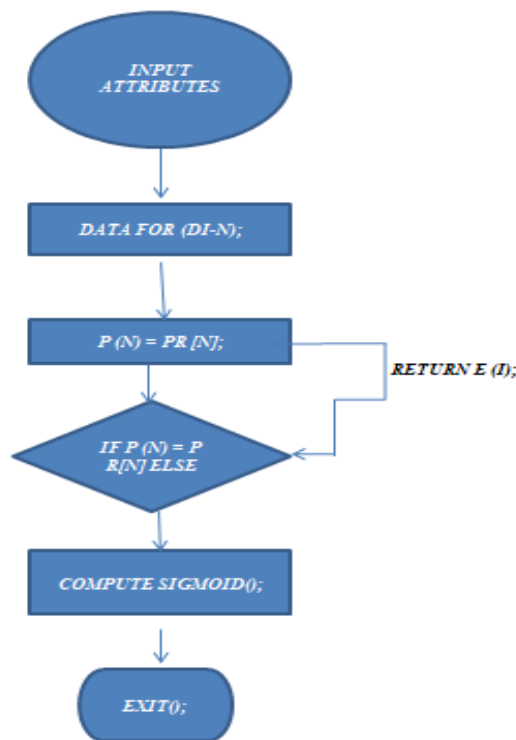 INPUT
ATTRIBUTES
DATA FOR (DI-N);
P (N) = PR [N];
RETURN E (I);
IF P (N) = P
R[N] ELSE
COMPUTE SIGMOID();
EXIT();